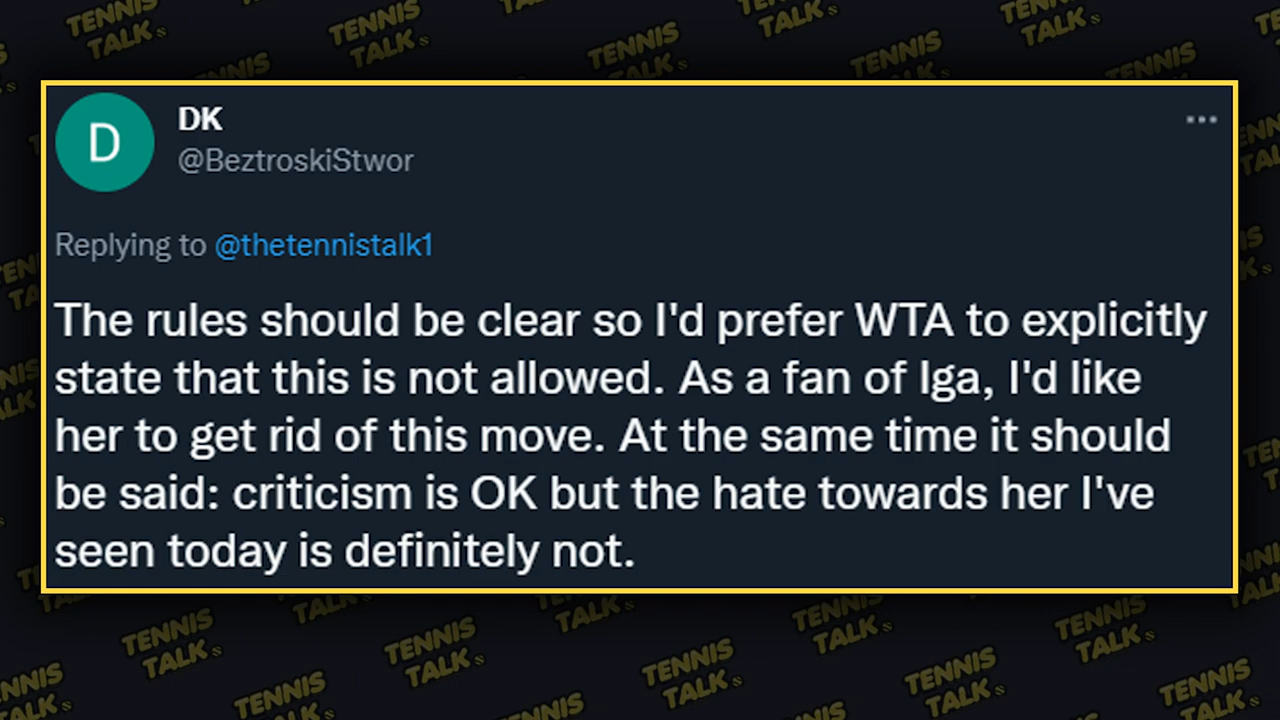 D
DK
@BeztroskiStwor
Replying to @thetennistalk1
The rules should be clear so I'd prefer WTA to explicitly
state that this is not allowed. As a fan of Iga, I'd like
her to get rid of this move. At the same time it should
be said: criticism is OK but the hate towards her I've
seen today is definitely not.
TENNIS
TALK